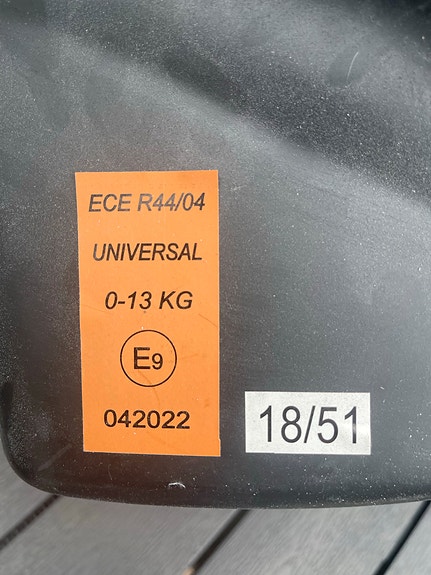 ECE R44/04
UNIVERSAL
0-13 KG
E9
042022
18/51